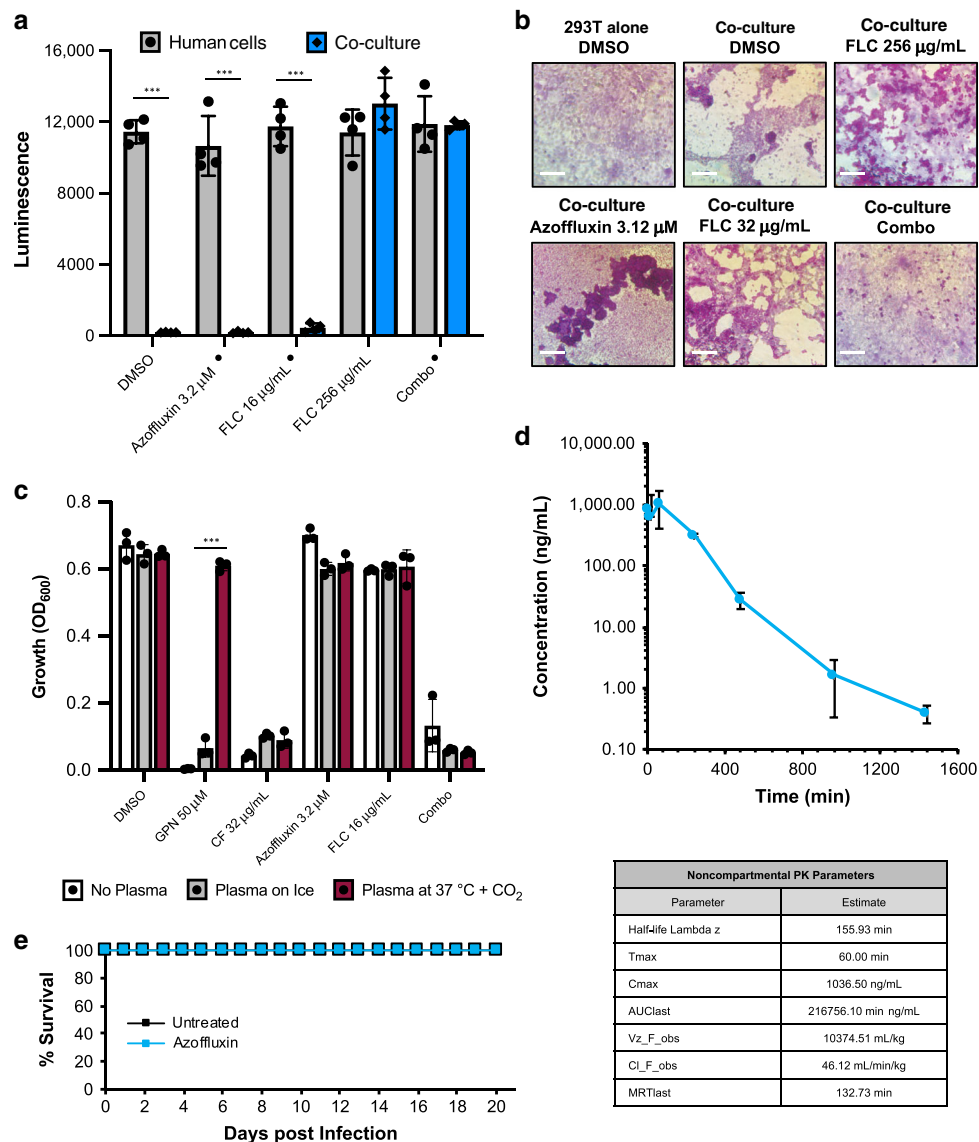 a
Human cells
Co-culture
16,000
12,000
8000
4000
0
Luminescence
***
***
***
DMSO
Azoffluxin 3.2 µM •
FLC 16 µg/mL •
FLC 256 µg/mL
Combo •
b
293T alone
DMSO
Co-culture
DMSO
Co-culture
FLC 256 µg/mL
Co-culture
Azoffluxin 3.12 µM
Co-culture
FLC 32 µg/mL
Co-culture
Combo
c
0.8
0.6
0.4
0.2
0.0
Growth (OD600)
***
DMSO
GPN 50 µM
CF 32 µg/mL
Azoffluxin 3.2 µM
FLC 16 µg/mL
Combo
No Plasma
Plasma on Ice
Plasma at 37 °C + CO2
d
10,000.00
1,000.00
100.00
10.00
1.00
0.10
Concentration (ng/mL)
0 400 800 1200 1600
Time (min)
Noncompartmental PK Parameters
Parameter Estimate
Half-life Lambda z 155.93 min
Tmax 60.00 min
Cmax 1036.50 ng/mL
AUClast 216756.10 min ng/mL
Vz_F_obs 10374.51 mL/kg
Cl_F_obs 46.12 mL/min/kg
MRTlast 132.73 min
e
100
80
60
40
20
0
% Survival
Untreated
Azoffluxin
0 2 4 6 8 10 12 14 16 18 20
Days post Infection